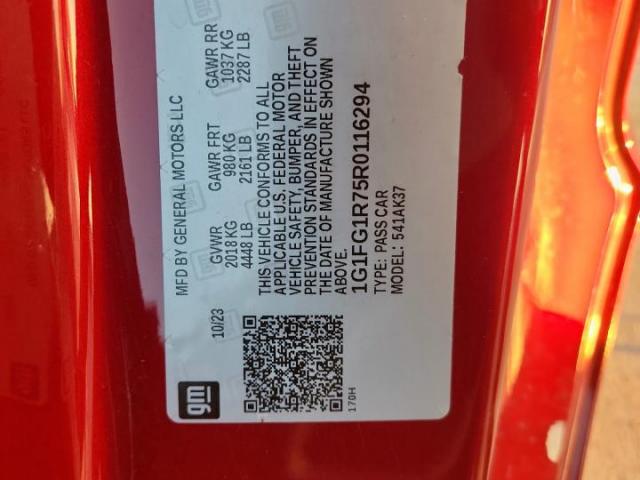 MFD BY GENERAL MOTORS LLC
gm
10/23 GVWR GAWR FRT GAWR RR
2018 KG 980 KG 1037 KG
4448 LB 2161 LB 2287 LB
THIS VEHICLE CONFORMS TO ALL
APPLICABLE U.S. FEDERAL MOTOR
VEHICLE SAFETY, BUMPER, AND THEFT
PREVENTION STANDARDS IN EFFECT ON
THE DATE OF MANUFACTURE SHOWN
ABOVE.
1G1FG1R75R0116294
TYPE: PASS CAR
MODEL: 541AK37
170H